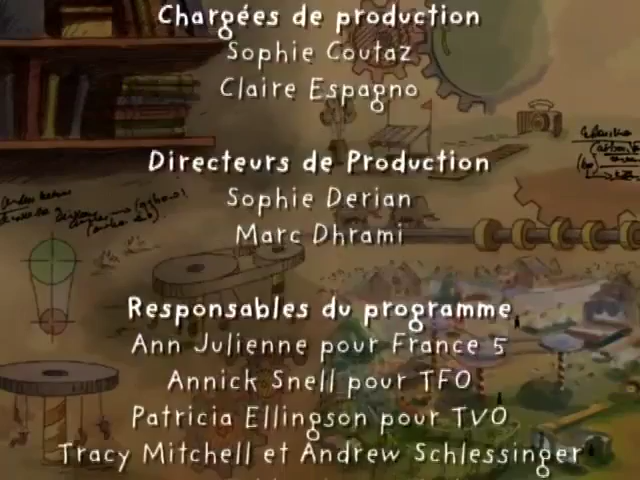 Chargées de production
Sophie Coutaz
Claire Espagno
Directeurs de Production
Sophie Derian
Marc Dhrami
Responsables du programme
Ann Julienne pour France 5
Annick Snell pour TFO
Patricia Ellingson pour TVO
Tracy Mitchell et Andrew Schlessinger